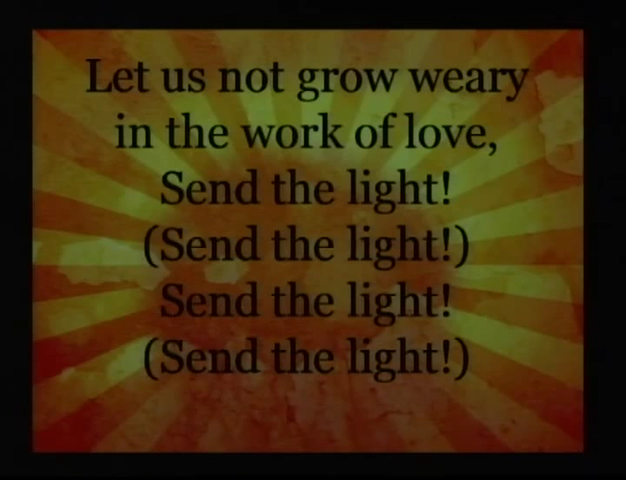 Let us not grow weary
in the work of love,
Send the light!
(Send the light!)
Send the light!
(Send the light!)